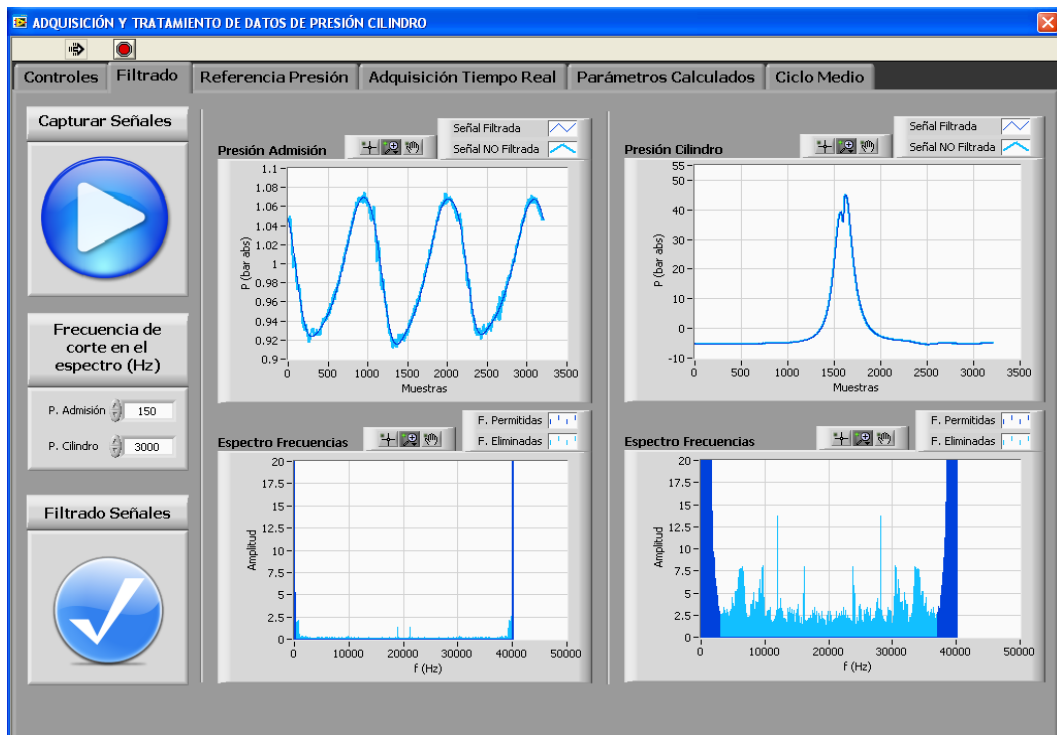 ADQUISICIÓN Y TRATAMIENTO DE DATOS DE PRESIÓN CILINDRO
Controles
Filtrado
Referencia Presión
Adquisición Tiempo Real
Parámetros Calculados
Ciclo Medio
Capturar Señales
Frecuencia de
corte en el
espectro (Hz)
P. Admisión 150
P. Cilindro 3000
Filtrado Señales
Presión Admisión
Señal Filtrada
Señal NO Filtrada
P (bar abs)
1.1
1.08
1.06
1.04
1.02
1
0.98
0.96
0.94
0.92
0.9
0 500 1000 1500 2000 2500 3000 3500
Muestras
Presión Cilindro
Señal Filtrada
Señal NO Filtrada
P (bar abs)
55
50
40
30
20
10
0
-10
0 500 1000 1500 2000 2500 3000 3500
Muestras
Espectro Frecuencias
F. Permitidas
F. Eliminadas
Amplitud
20
17.5
15
12.5
10
7.5
5
2.5
0
0 10000 20000 30000 40000 50000
f (Hz)
Espectro Frecuencias
F. Permitidas
F. Eliminadas
Amplitud
20
17.5
15
12.5
10
7.5
5
2.5
0
0 10000 20000 30000 40000 50000
f (Hz)